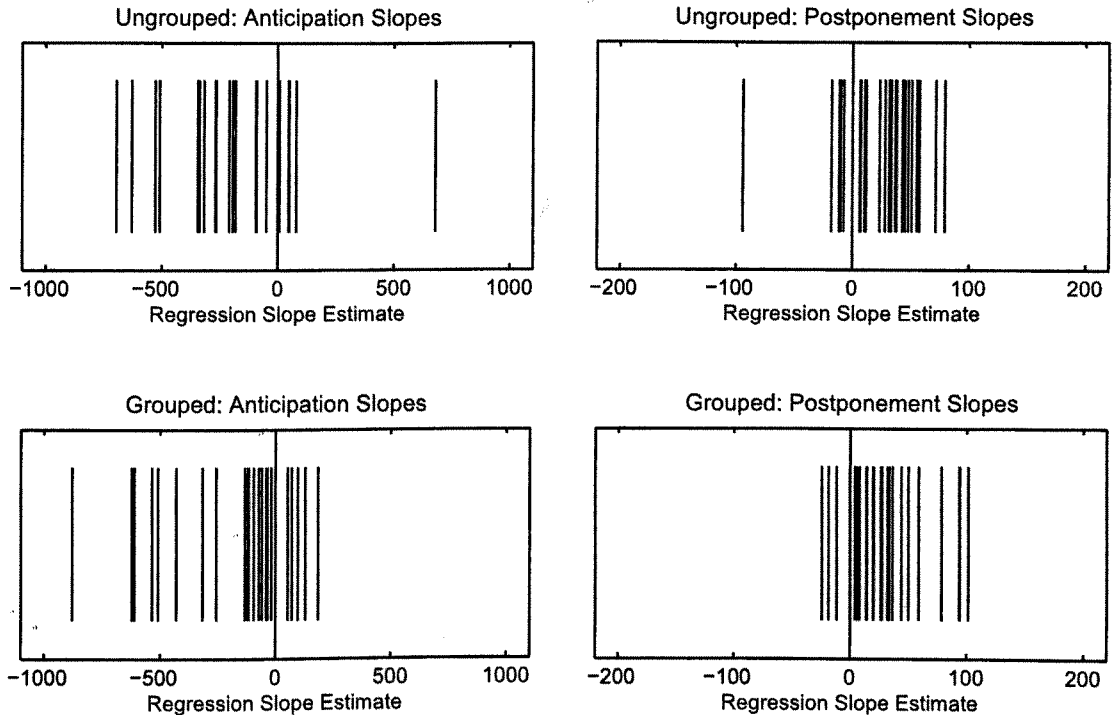 Ungrouped: Anticipation Slopes
−1000 −500 0 500 1000
Regression Slope Estimate
Ungrouped: Postponement Slopes
−200 −100 0 100 200
Regression Slope Estimate
Grouped: Anticipation Slopes
−1000 −500 0 500 1000
Regression Slope Estimate
Grouped: Postponement Slopes
−200 −100 0 100 200
Regression Slope Estimate